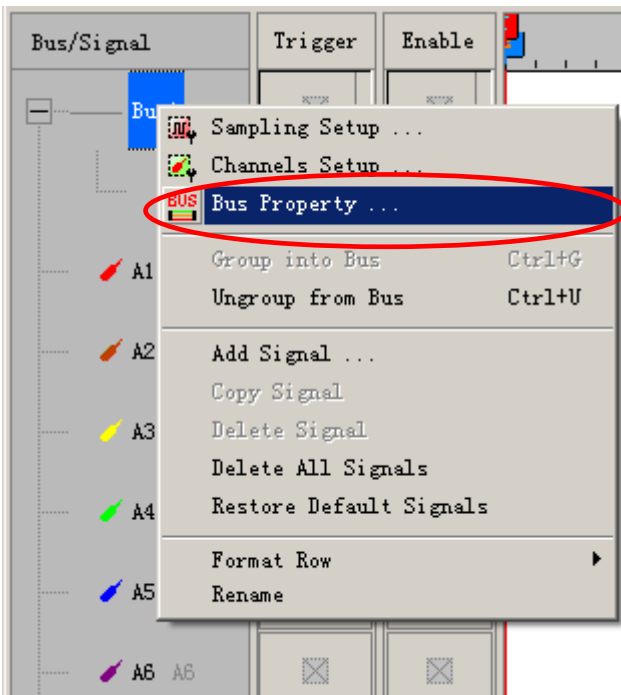 Bus/Signal Trigger Enable
Sampling Setup ...
Channels Setup ...
BUS Bus Property ...
Group into Bus Ctrl+G
A1
Ungroup from Bus Ctrl+U
A2 Add Signal ...
Copy Signal
A3 Delete Signal
Delete All Signals
A4 Restore Default Signals
Format Row
A5 Rename
A6 A6